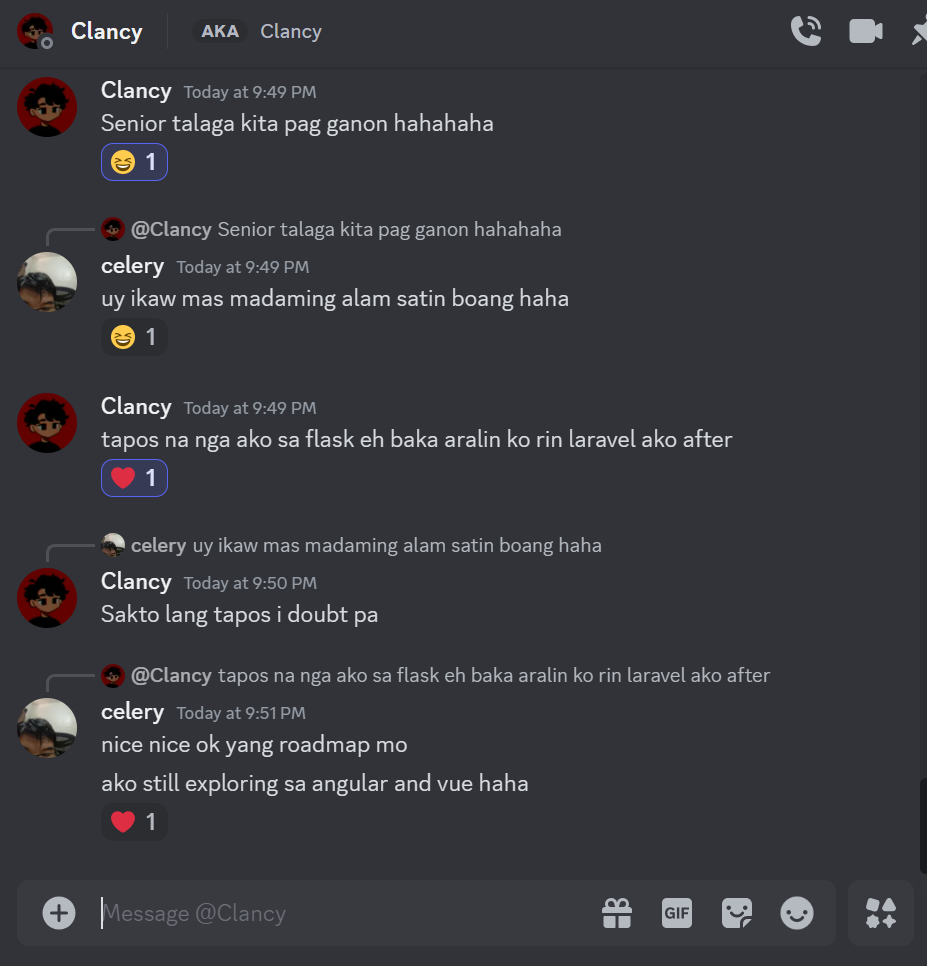 Clancy AKA Clancy
Clancy Today at 9:49 PM
Senior talaga kita pag ganon hahahaha
1
@Clancy Senior talaga kita pag ganon hahahaha
celery Today at 9:49 PM
uy ikaw mas madaming alam satin boang haha
1
Clancy Today at 9:49 PM
tapos na nga ako sa flask eh baka aralin ko rin laravel ako after
1
celery uy ikaw mas madaming alam satin boang haha
Clancy Today at 9:50 PM
Sakto lang tapos i doubt pa
@Clancy tapos na nga ako sa flask eh baka aralin ko rin laravel ako after
celery Today at 9:51 PM
nice nice ok yang roadmap mo
ako still exploring sa angular and vue haha
1
Message @Clancy GIF